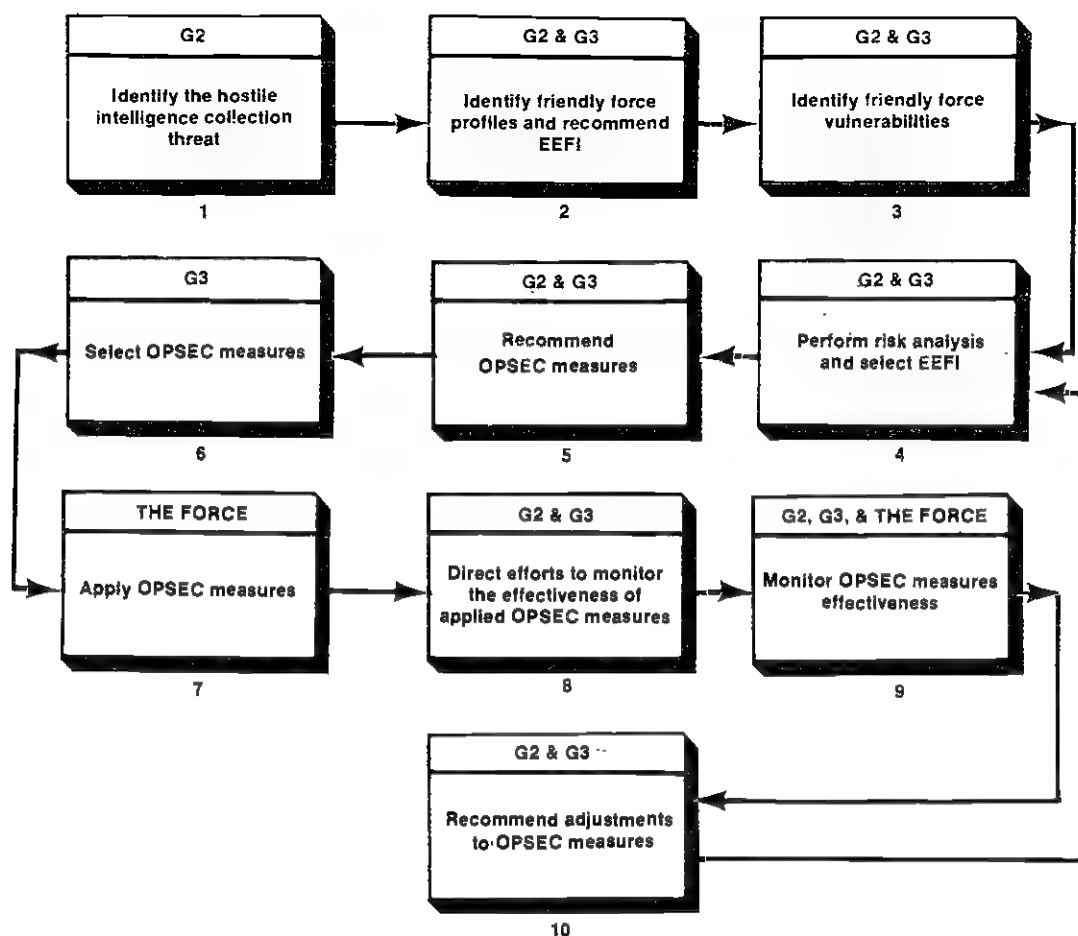 G2
Identify the hostile
intelligence collection
threat
1
G2 & G3
Identify friendly force
profiles and recommend
EEFI
2
G2 & G3
Identify friendly force
vulnerabilities
3
G2 & G3
Perform risk analysis
and select EEFI
4
G2 & G3
Recommend
OPSEC measures
5
G3
Select OPSEC measures
6
THE FORCE
Apply OPSEC measures
7
G2 & G3
Direct efforts to monitor
the effectiveness of
applied OPSEC measures
8
G2, G3, & THE FORCE
Monitor OPSEC measures
effectiveness
9
G2 & G3
Recommend adjustments
to OPSEC measures
10